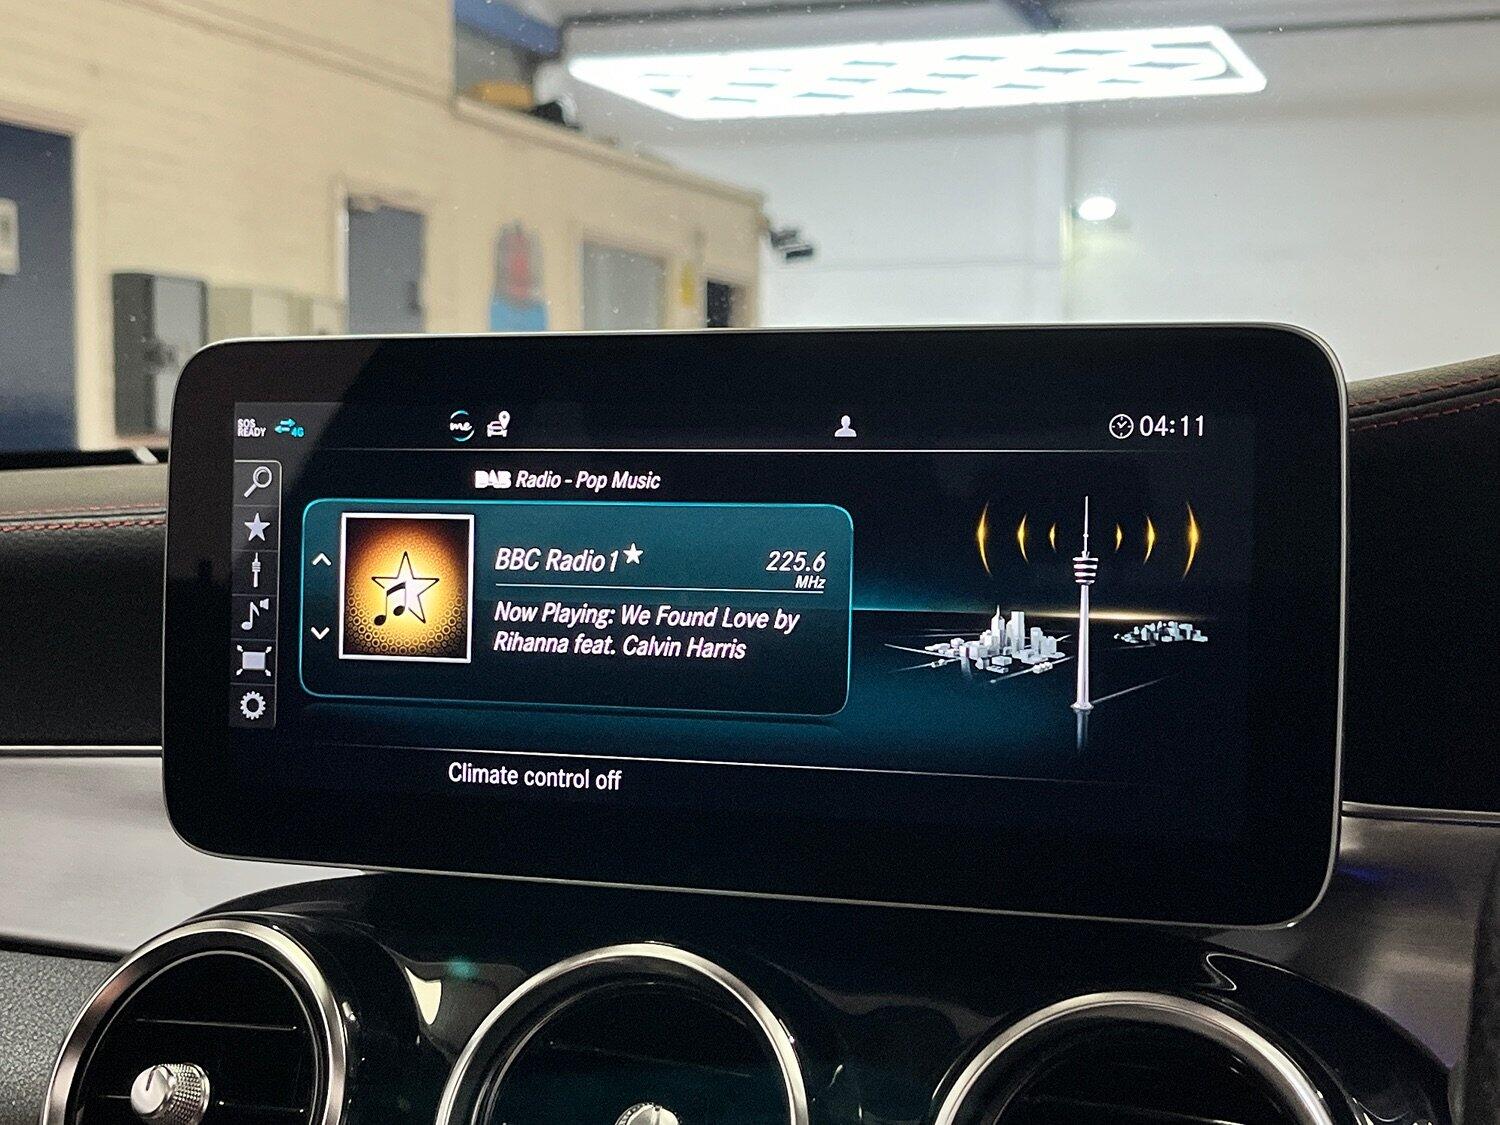 SOS
READY
4G
me
04:11
DAB Radio - Pop Music
BBC Radio 1
225.6
MHz
Now Playing: We Found Love by
Rihanna feat. Calvin Harris
Climate control off